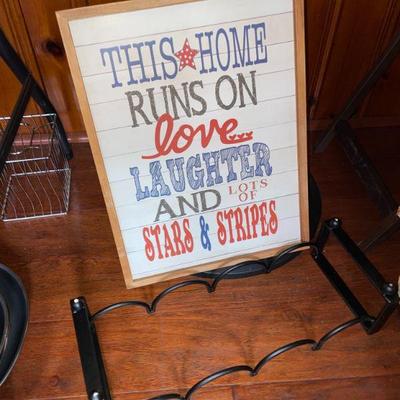 THIS★HOME
RUNS ON
love
LAUGHTER
AND LOTS OF
STARS & STRIPES